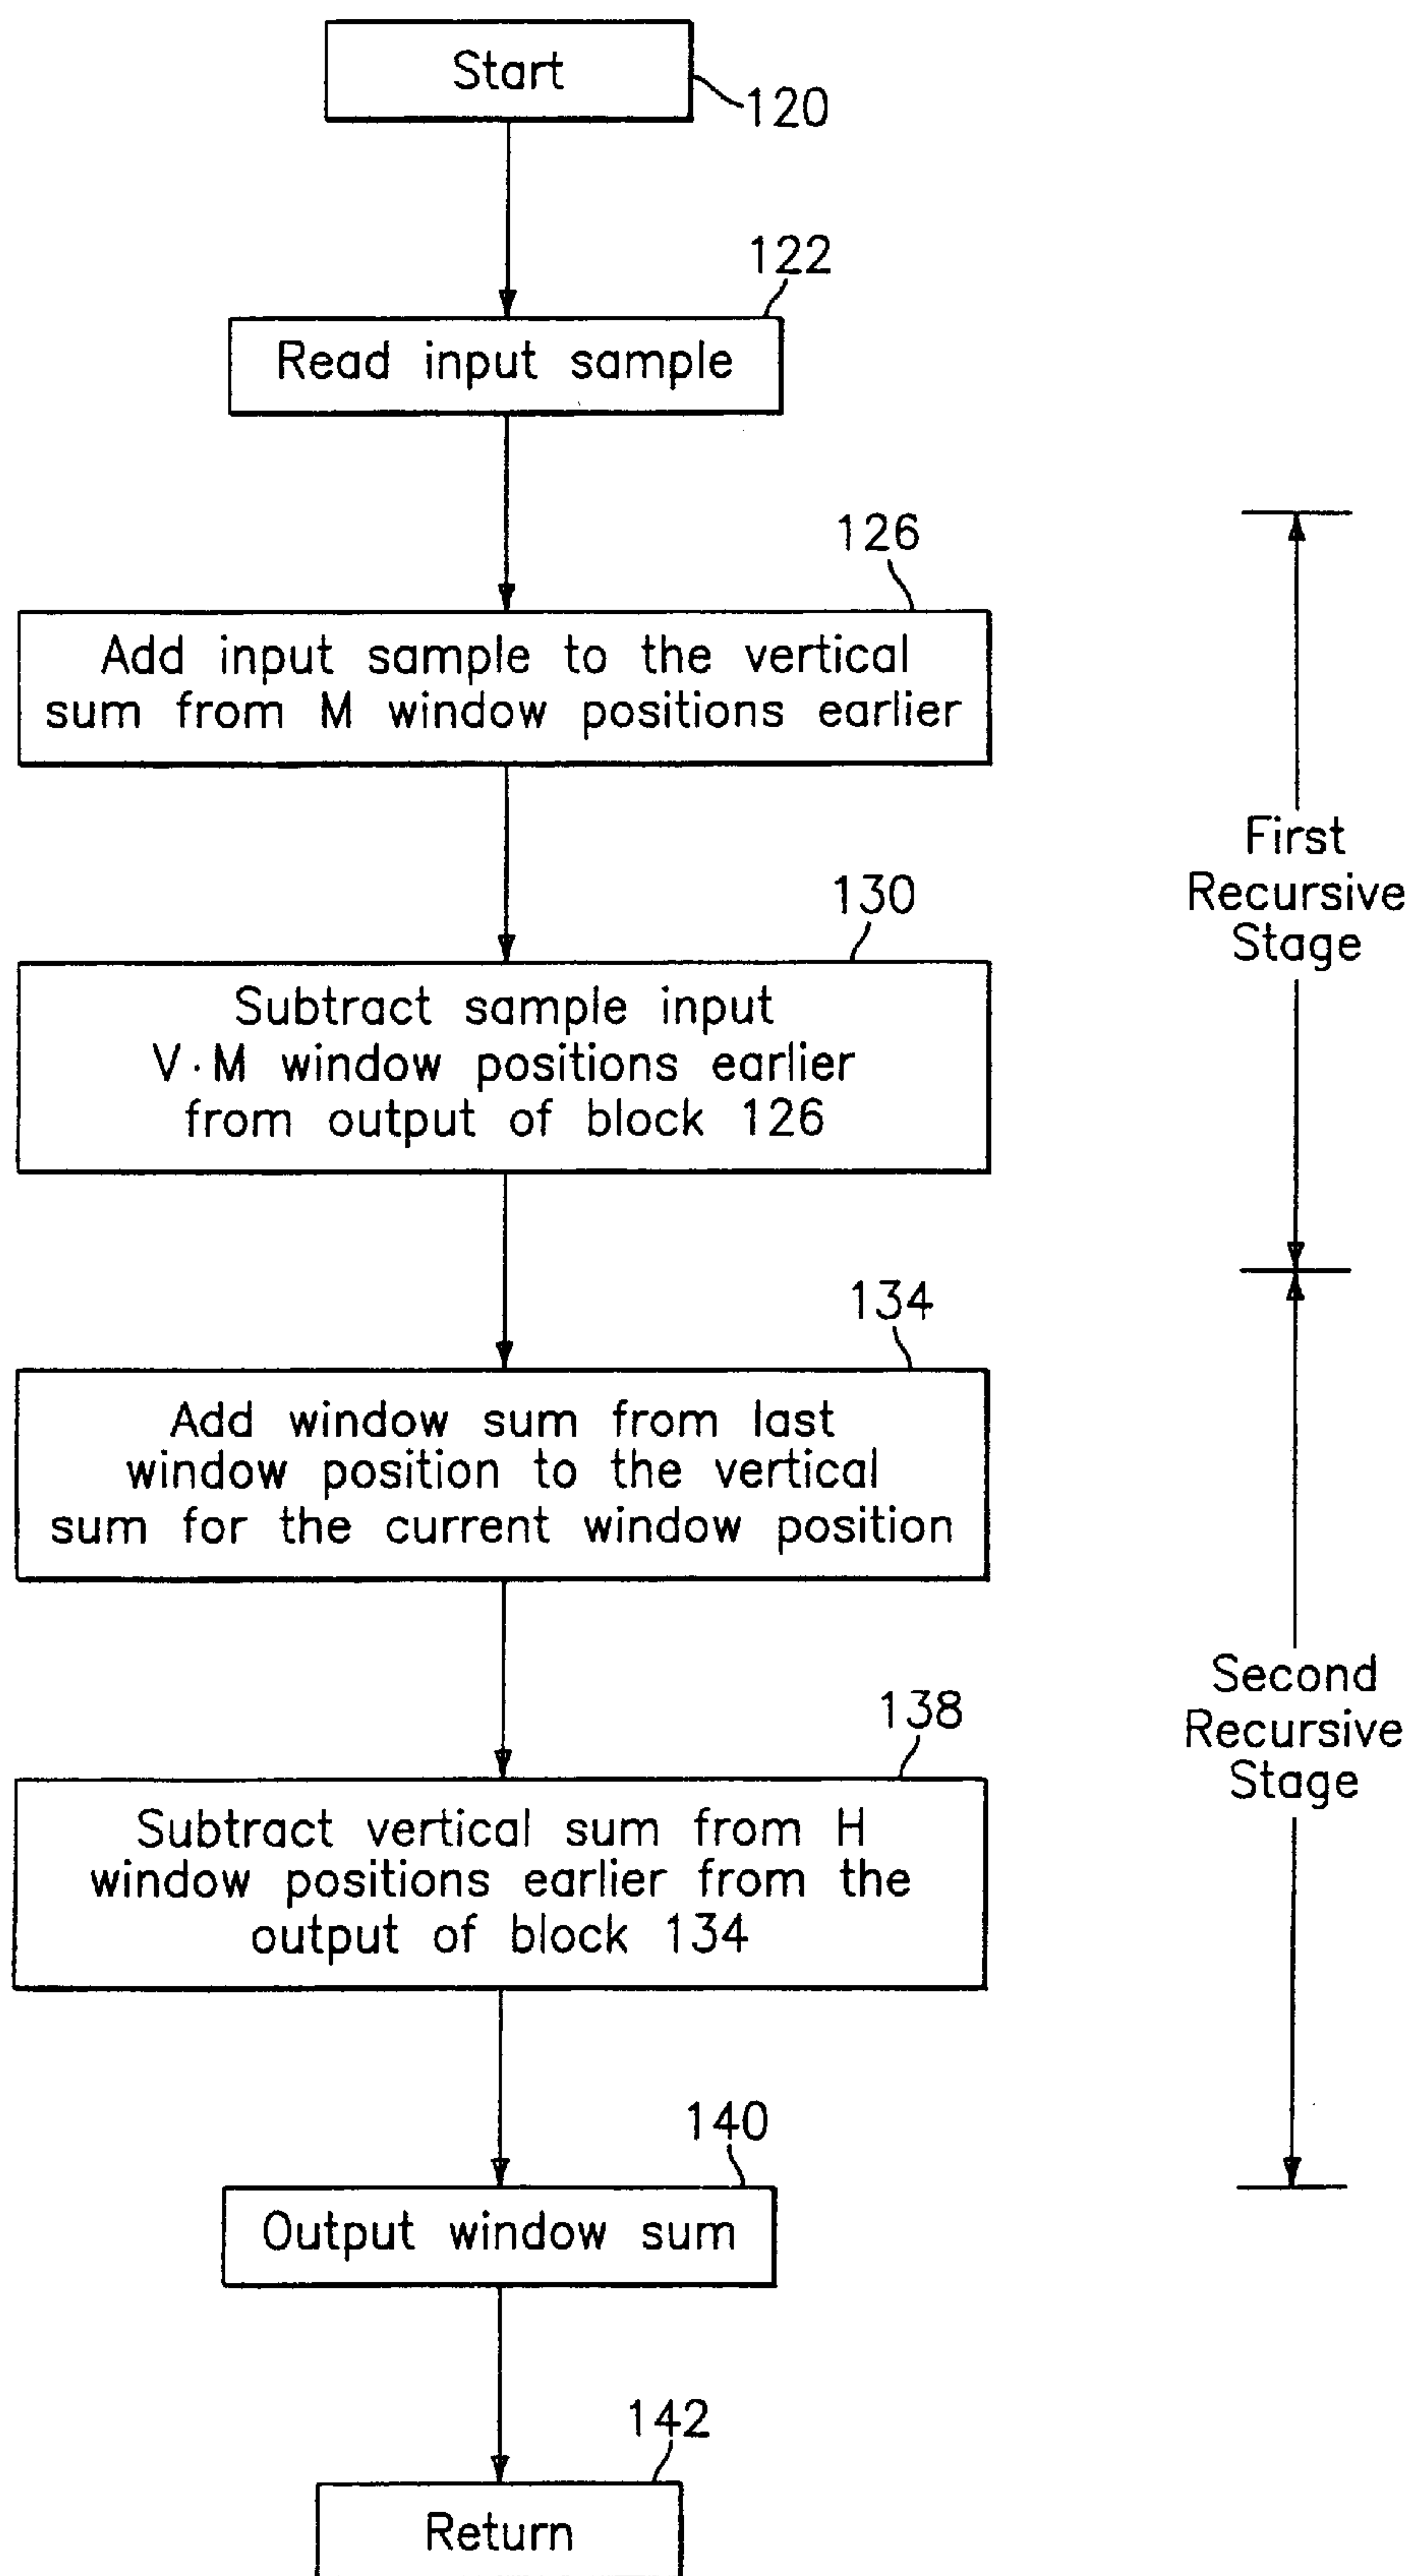 Start
120
122
Read input sample
126
Add input sample to the vertical
sum from M window positions earlier
First
Recursive
Stage
130
Subtract sample input
V·M window positions earlier
from output of block 126
134
Add window sum from last
window position to the vertical
sum for the current window position
Second
Recursive
Stage
138
Subtract vertical sum from H
window positions earlier from the
output of block 134
140
Output window sum
142
Return